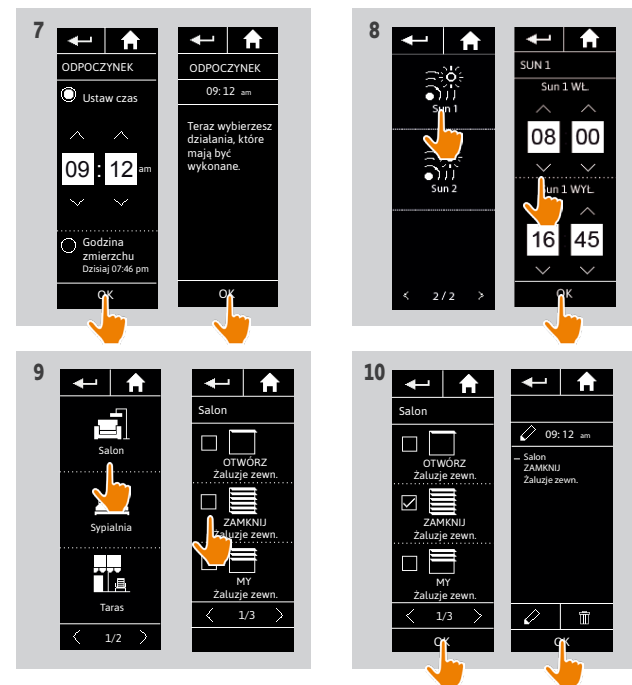 7
ODPOCZYNEK
Ustaw czas
09 : 12 am
Godzina
zmierzchu
Dzisiaj 07:46 pm
OK
ODPOCZYNEK
09: 12 am
Teraz wybierzesz
działania, które
mają być
wykonane.
OK
8
Sun 1
Sun 2
< 2 / 2 >
SUN 1
Sun 1 WŁ.
08 00
Sun 1 WYŁ.
16 45
OK
9
Salon
Sypialnia
Taras
< 1/2 >
Salon
OTWÓRZ
Żaluzje zewn.
ZAMKNIJ
Żaluzje zewn.
MY
Żaluzje zewn.
< 1/3 >
10
Salon
OTWÓRZ
Żaluzje zewn.
ZAMKNIJ
Żaluzje zewn.
MY
Żaluzje zewn.
< 1/3 >
OK
09: 12 am
– Salon
ZAMKNIJ
Żaluzje zewn.
OK